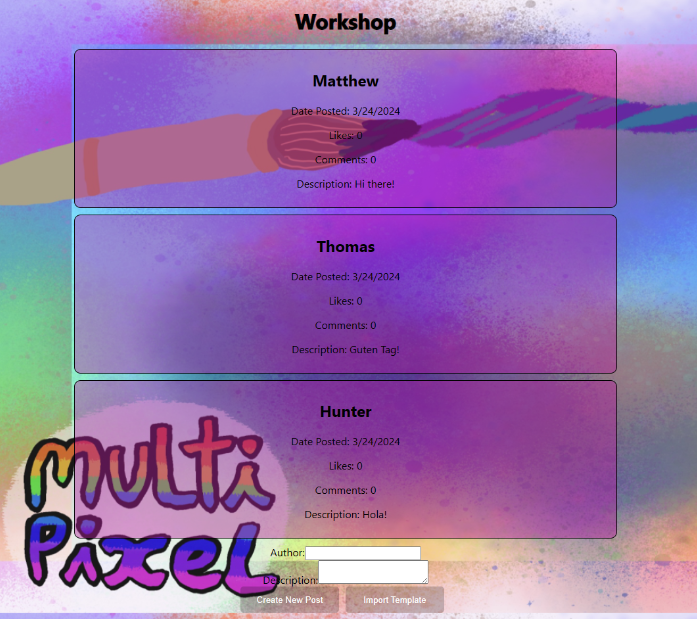 Workshop
Matthew
Date Posted: 3/24/2024
Likes: 0
Comments: 0
Description: Hi there!
Thomas
Date Posted: 3/24/2024
Likes: 0
Comments: 0
Description: Guten Tag!
Hunter
Date Posted: 3/24/2024
Likes: 0
Comments: 0
Description: Hola!
Multi
Pixel
Author:
Description:
Create New Post Import Template